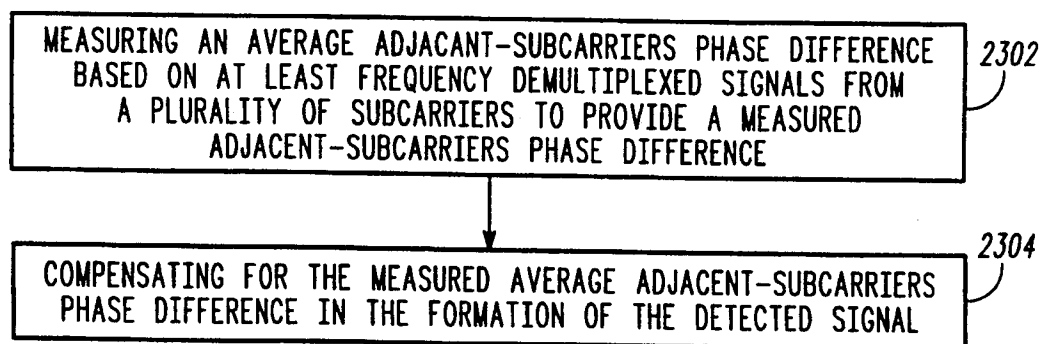 MEASURING AN AVERAGE ADJACANT-SUBCARRIERS PHASE DIFFERENCE
BASED ON AT LEAST FREQUENCY DEMULTIPLEXED SIGNALS FROM
A PLURALITY OF SUBCARRIERS TO PROVIDE A MEASURED
ADJACENT-SUBCARRIERS PHASE DIFFERENCE
2302
COMPENSATING FOR THE MEASURED AVERAGE ADJACENT-SUBCARRIERS
PHASE DIFFERENCE IN THE FORMATION OF THE DETECTED SIGNAL
2304